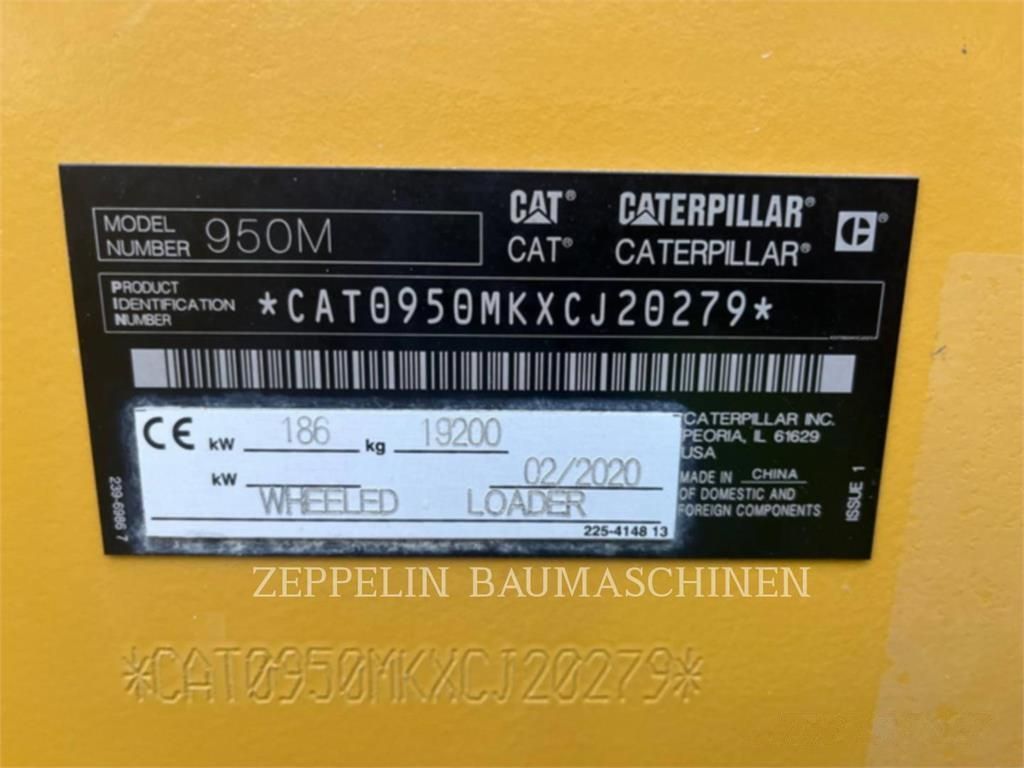 MODEL NUMBER 950M
CAT® CATERPILLAR®
CAT® CATERPILLAR®
PRODUCT
IDENTIFICATION
NUMBER
*CAT0950MKXCJ20279*
CE kW 186 kg 19200
kW 02/2020
WHEELED LOADER
225-4148 13
239-6986 7
CATERPILLAR INC.
PEORIA, IL 61629
USA
MADE IN CHINA
OF DOMESTIC AND
FOREIGN COMPONENTS
ISSUE 1
ZEPPELIN BAUMASCHINEN
*CAT0950MKXCJ20279*